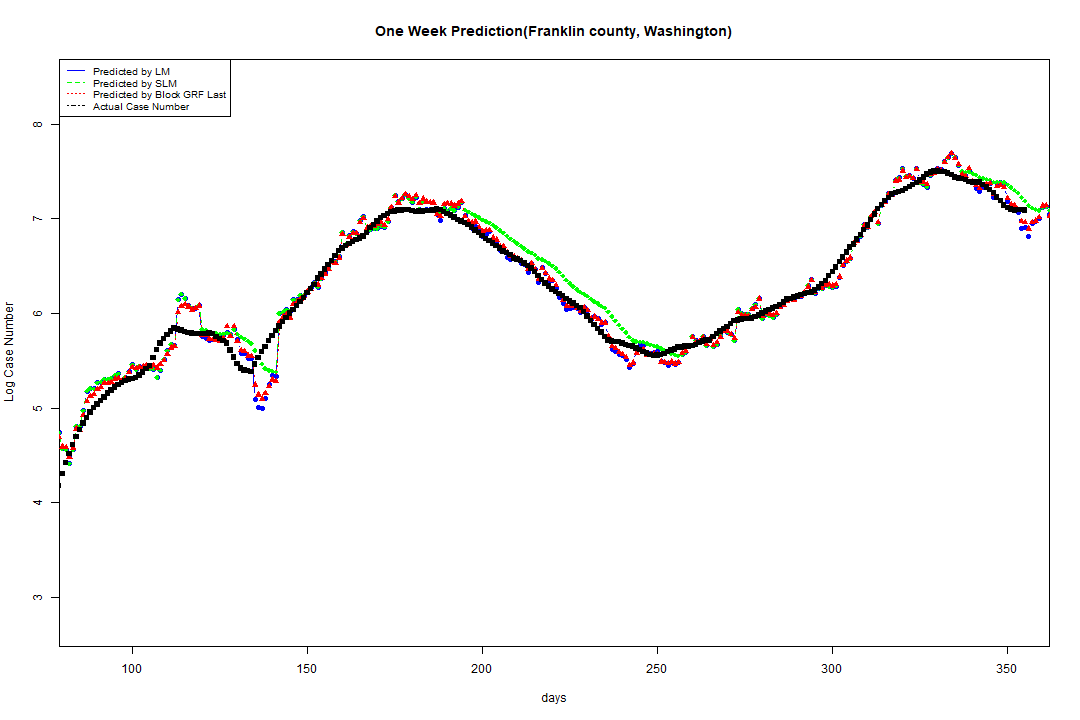 One Week Prediction(Franklin county, Washington)
Predicted by LM
Predicted by SLM
Predicted by Block GRF Last
Actual Case Number
Log Case Number
8
7
6
5
4
3
100 150 200 250 300 350
days